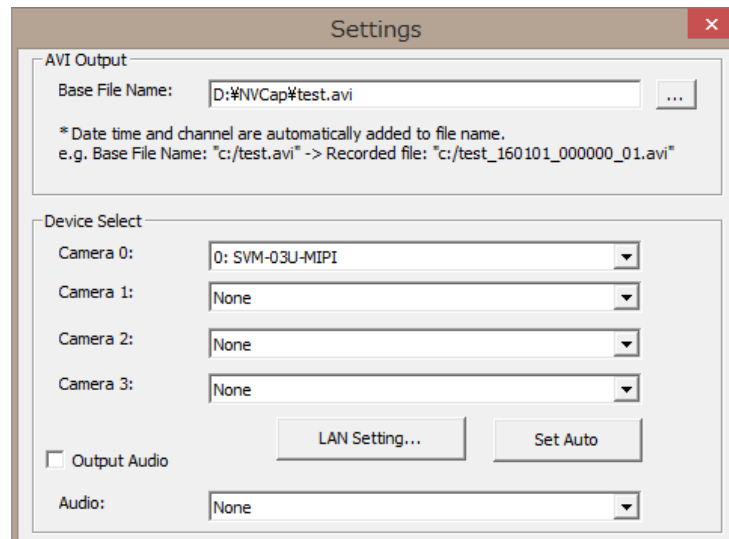 Settings
AVI Output
Base File Name: D:¥NVCap¥test.avi ...
* Date time and channel are automatically added to file name.
e.g. Base File Name: "c:/test.avi" -> Recorded file: "c:/test_160101_000000_01.avi"
Device Select
Camera 0: 0: SVM-03U-MIPI
Camera 1: None
Camera 2: None
Camera 3: None
LAN Setting... Set Auto
Output Audio
Audio: None